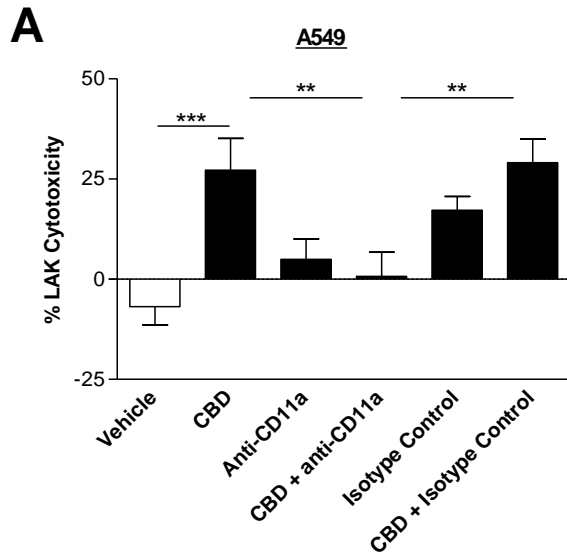 A
A549
50
25
0
-25
% LAK Cytotoxicity
***
**
**
Vehicle
CBD
Anti-CD11a
CBD + anti-CD11a
Isotype Control
CBD + Isotype Control